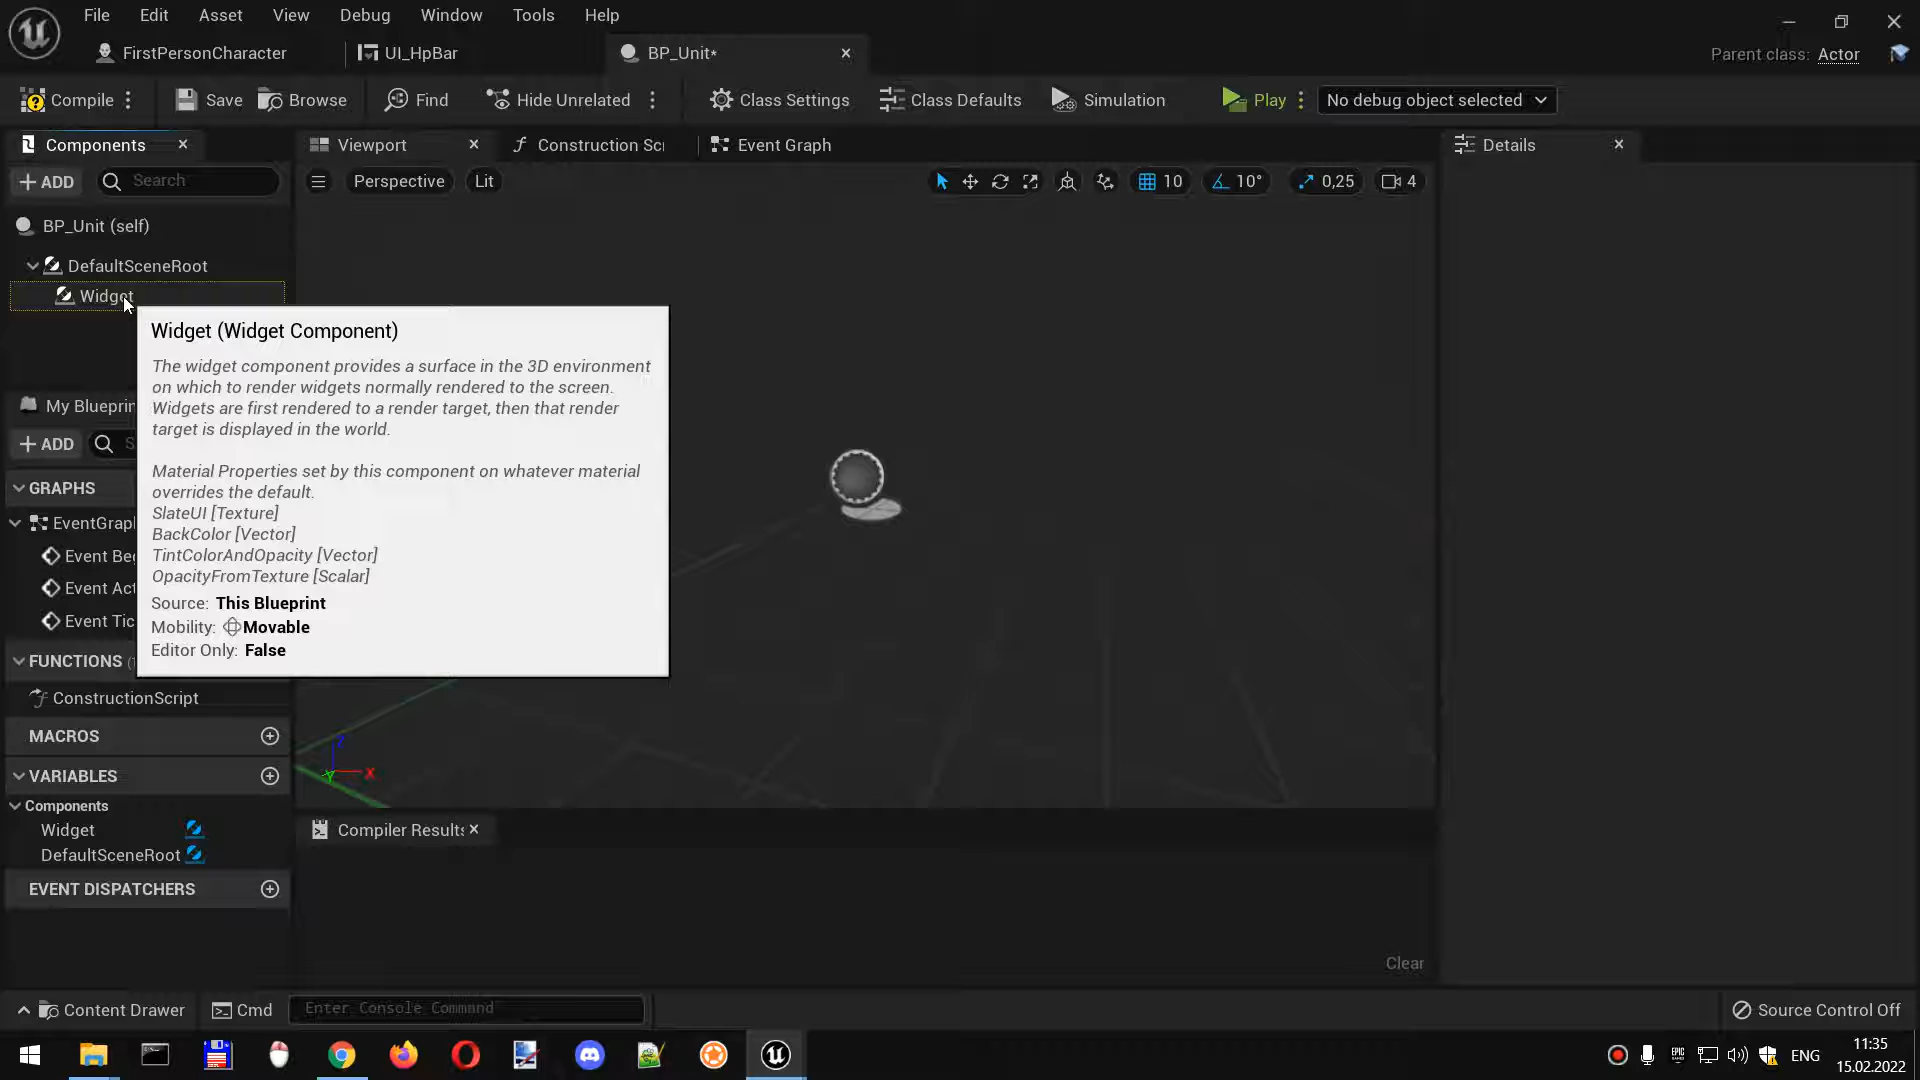 File Edit Asset View Debug Window Tools Help
FirstPersonCharacter UI_HpBar BP_Unit*
Parent class: Actor
Compile Save Browse Find Hide Unrelated Class Settings Class Defaults Simulation Play No debug object selected
Components Viewport Construction Scr Event Graph Details
ADD Search Perspective Lit 10 10° 0,25 4
BP_Unit (self)
DefaultSceneRoot
Widget
Widget (Widget Component)
The widget component provides a surface in the 3D environment
on which to render widgets normally rendered to the screen.
Widgets are first rendered to a render target, then that render
target is displayed in the world.
Material Properties set by this component on whatever material
overrides the default.
SlateUI [Texture]
BackColor [Vector]
TintColorAndOpacity [Vector]
OpacityFromTexture [Scalar]
Source: This Blueprint
Mobility: Movable
Editor Only: False
My Blueprin
ADD S
GRAPHS
EventGrap
Event Be
Event Act
Event Tic
FUNCTIONS
ConstructionScript
MACROS
VARIABLES
Components
Widget
DefaultSceneRoot
EVENT DISPATCHERS
Z
X
Y
Compiler Results
Clear
Content Drawer Cmd Enter Console Command Source Control Off
EPIC GAMES
ENG
11:35
15.02.2022